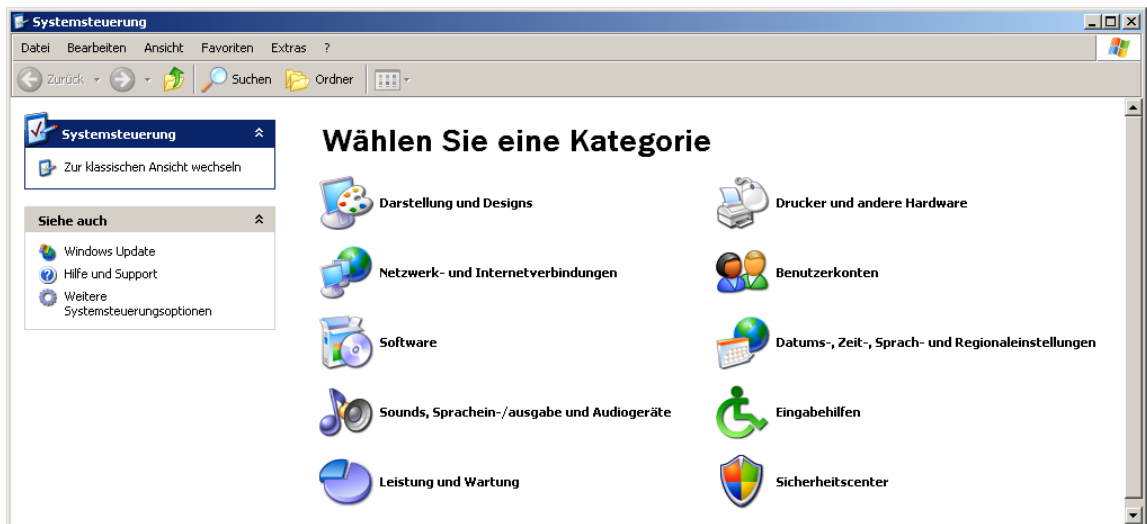 Systemsteuerung
Datei Bearbeiten Ansicht Favoriten Extras ?
Zurück Suchen Ordner
Systemsteuerung
Zur klassischen Ansicht wechseln
Siehe auch
Windows Update
Hilfe und Support
Weitere
Systemsteuerungsoptionen
Wählen Sie eine Kategorie
Darstellung und Designs
Drucker und andere Hardware
Netzwerk- und Internetverbindungen
Benutzerkonten
Software
Datums-, Zeit-, Sprach- und Regionaleinstellungen
Sounds, Sprachein-/ausgabe und Audiogeräte
Eingabehilfen
Leistung und Wartung
Sicherheitscenter